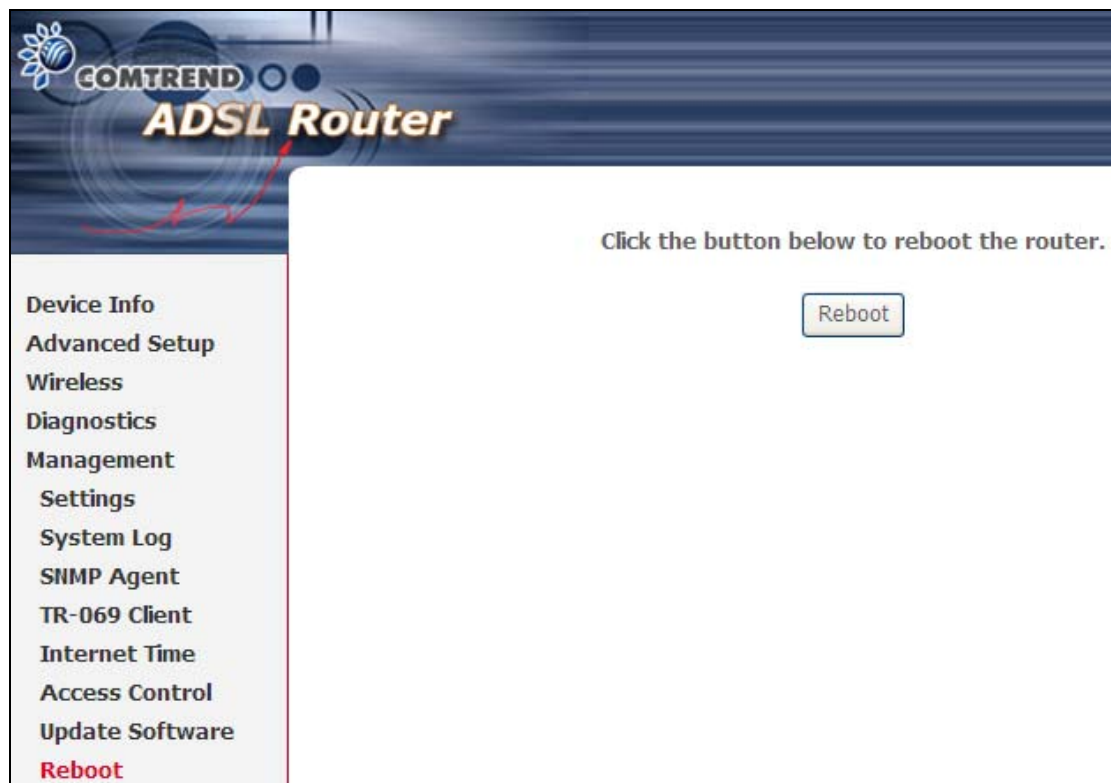 COMTREND
ADSL Router
Click the button below to reboot the router.
Reboot
Device Info
Advanced Setup
Wireless
Diagnostics
Management
Settings
System Log
SNMP Agent
TR-069 Client
Internet Time
Access Control
Update Software
Reboot